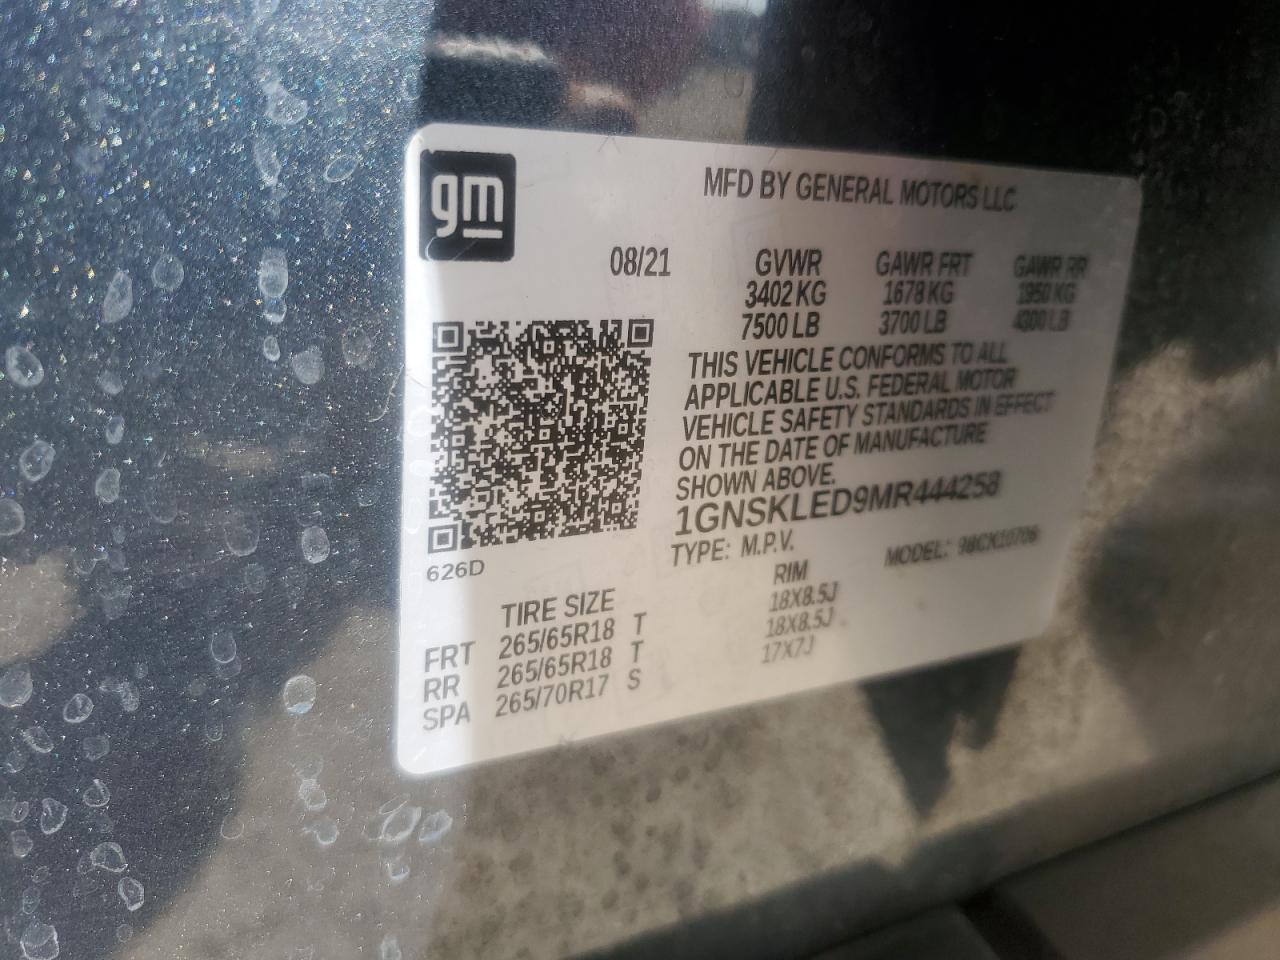 gm
MFD BY GENERAL MOTORS LLC
08/21 GVWR GAWR FRT GAWR RR
3402 KG 1678 KG 1950 KG
7500 LB 3700 LB 4300 LB
THIS VEHICLE CONFORMS TO ALL
APPLICABLE U.S. FEDERAL MOTOR
VEHICLE SAFETY STANDARDS IN EFFECT
ON THE DATE OF MANUFACTURE
SHOWN ABOVE.
1GNSKLED9MR444258
TYPE: M.P.V. MODEL: 98CK10706
626D
TIRE SIZE RIM
FRT 265/65R18 T 18X8.5J
RR 265/65R18 T 18X8.5J
SPA 265/70R17 S 17X7J